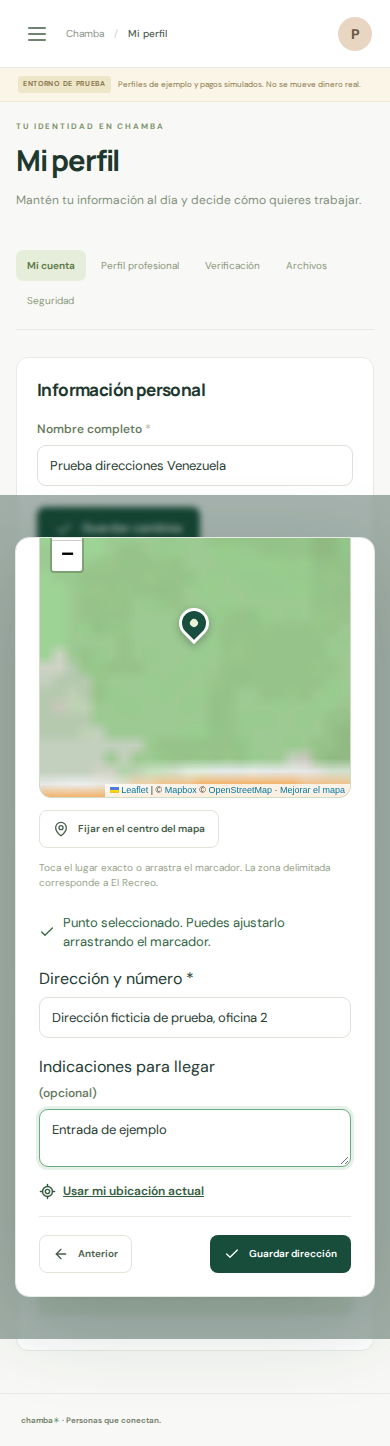 Chamba / Mi perfil
P
ENTORNO DE PRUEBA Perfiles de ejemplo y pagos simulados. No se mueve dinero real.
TU IDENTIDAD EN CHAMBA
Mi perfil
Mantén tu información al día y decide cómo quieres trabajar.
Mi cuenta Perfil profesional Verificación Archivos
Seguridad
Información personal
Nombre completo *
Prueba direcciones Venezuela
Guardar cambios
−
Leaflet | © Mapbox © OpenStreetMap · Mejorar el mapa
Fijar en el centro del mapa
Toca el lugar exacto o arrastra el marcador. La zona delimitada
corresponde a El Recreo.
Punto seleccionado. Puedes ajustarlo
arrastrando el marcador.
Dirección y número *
Dirección ficticia de prueba, oficina 2
Indicaciones para llegar
(opcional)
Entrada de ejemplo
Usar mi ubicación actual
Anterior Guardar dirección
chamba☀ · Personas que conectan.